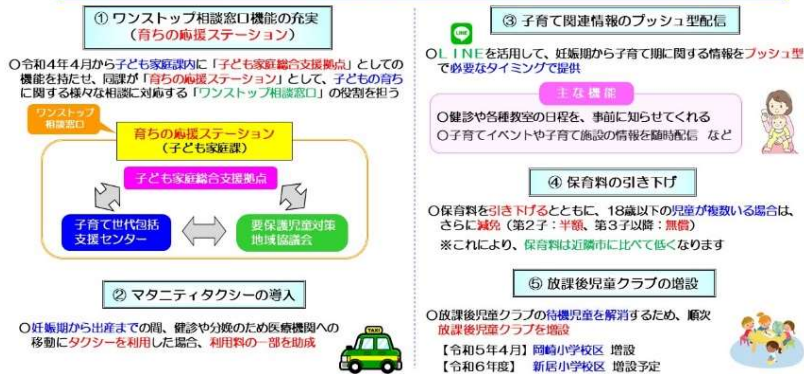 ① ワンストップ相談窓口機能の充実
（育ちの応援ステーション）
○令和4年4月から子ども家庭課内に「子ども家庭総合支援拠点」としての
機能を持たせ、同課が「育ちの応援ステーション」として、子どもの育ち
に関する様々な相談に対応する「ワンストップ相談窓口」の役割を担う
ワンストップ
相談窓口
育ちの応援ステーション
（子ども家庭課）
子ども家庭総合支援拠点
子育て世代包括
支援センター
要保護児童対策
地域協議会
② マタニティタクシーの導入
○妊娠期から出産までの間、健診や分娩のため医療機関への
移動にタクシーを利用した場合、利用料の一部を助成
TAXI
③ 子育て関連情報のプッシュ型配信
LINE
○LINEを活用して、妊娠期から子育て期に関する情報をプッシュ型
で必要なタイミングで提供
主な機能
○健診や各種教室の日程を、事前に知らせてくれる
○子育てイベントや子育て施設の情報を随時配信 など
④ 保育料の引き下げ
○保育料を引き下げるとともに、18歳以下の児童が複数いる場合は、
さらに減免（第2子：半額、第3子以降：無償）
※これにより、保育料は近隣市に比べて低くなります
⑤ 放課後児童クラブの増設
○放課後児童クラブの待機児童を解消するため、順次
放課後児童クラブを増設
【令和5年4月】岡崎小学校区 増設
【令和6年度】 新居小学校区 増設予定